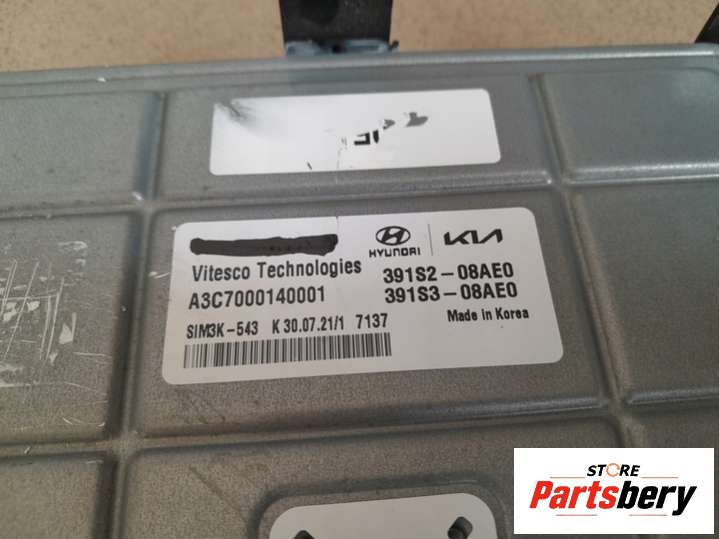 HYUNDAI KIA
Vitesco Technologies 391S2-08AE0
A3C7000140001 391S3-08AE0
SIM3K-543 K 30.07.21/1 7137 Made in Korea
STORE
Partsbery